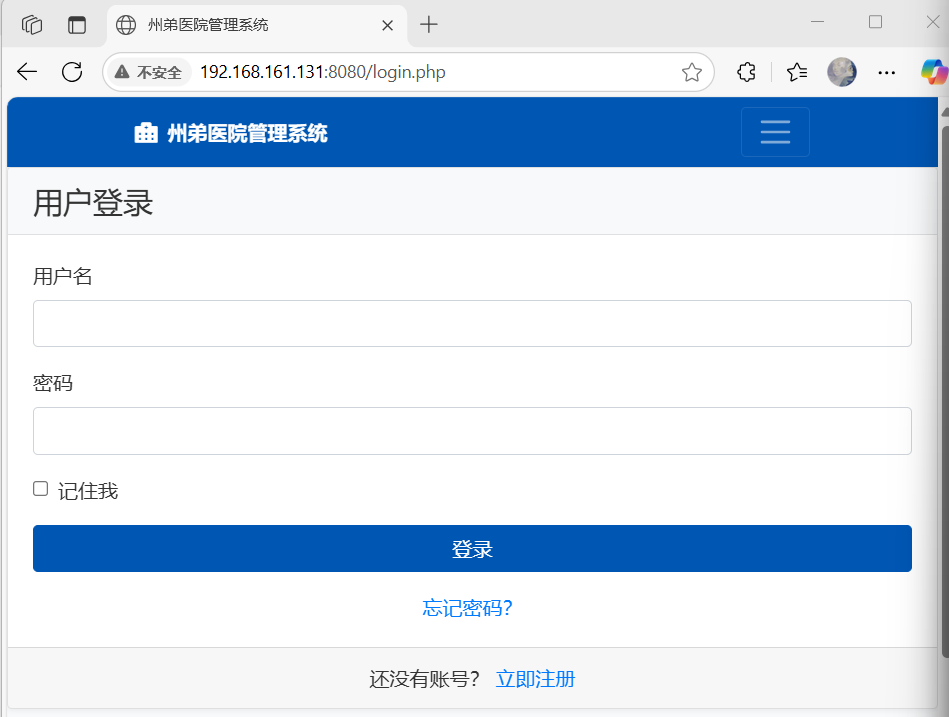 州弟医院管理系统
不安全 192.168.161.131:8080/login.php
州弟医院管理系统
用户登录
用户名
密码
记住我
登录
忘记密码?
还没有账号? 立即注册